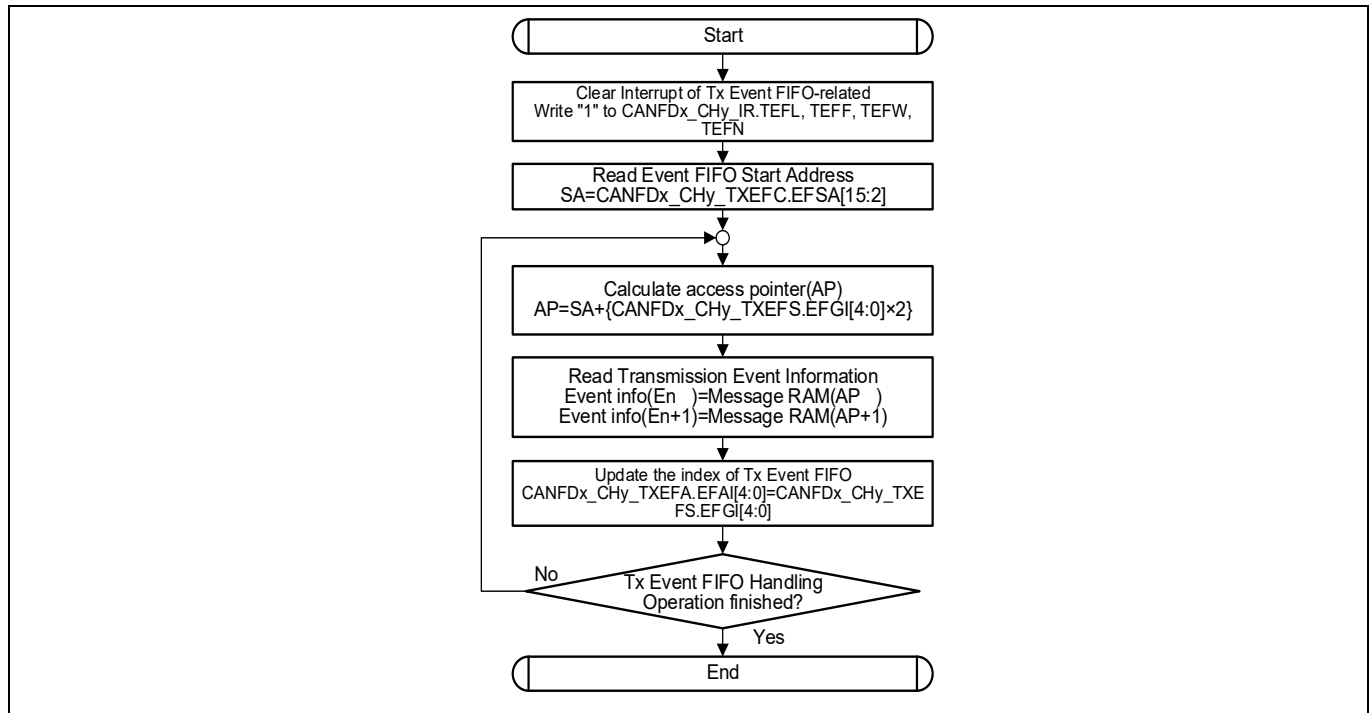 Start
Clear Interrupt of Tx Event FIFO-related
Write "1" to CANFDx_CHy_IR.TEFL, TEFF, TEFW,
TEFN
Read Event FIFO Start Address
SA=CANFDx_CHy_TXEFC.EFSA[15:2]
Calculate access pointer(AP)
AP=SA+{CANFDx_CHy_TXEFS.EFGI[4:0]×2}
Read Transmission Event Information
Event info(En   )=Message RAM(AP   )
Event info(En+1)=Message RAM(AP+1)
Update the index of Tx Event FIFO
CANFDx_CHy_TXEFA.EFAI[4:0]=CANFDx_CHy_TXE
FS.EFGI[4:0]
No
Tx Event FIFO Handling
Operation finished?
Yes
End